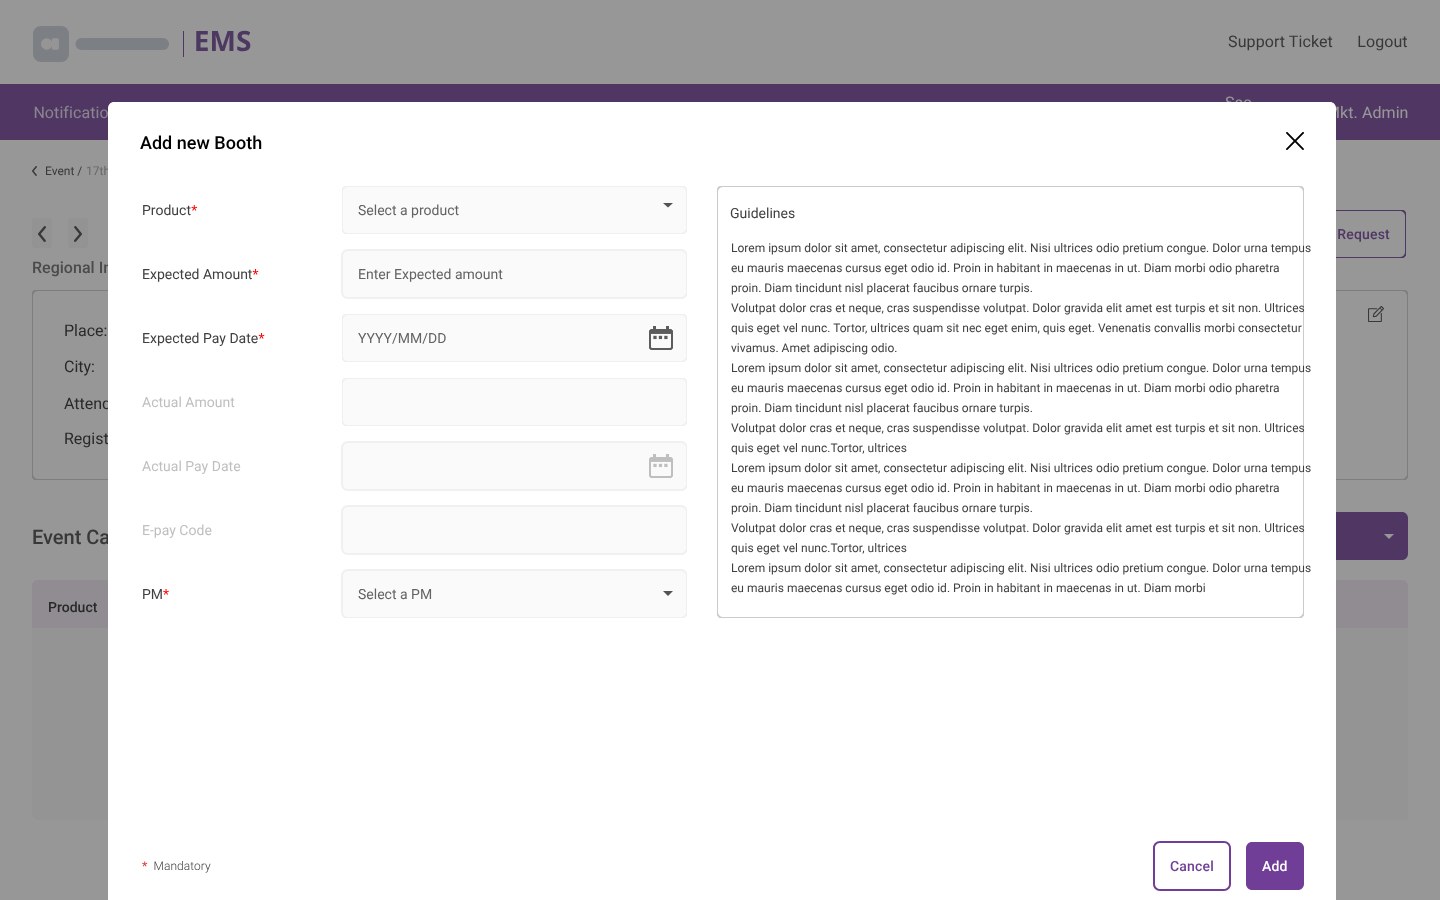 EMS
Support Ticket
Logout
Notificatio
kt. Admin
Event / 17th
Request
Regional
Place:
City:
Attend
Regist
Event Ca
Product
Add new Booth
Product*
Select a product
Expected Amount*
Enter Expected amount
Expected Pay Date*
YYYY/MM/DD
Actual Amount
Actual Pay Date
E-pay Code
PM*
Select a PM
Guidelines
Lorem ipsum dolor sit amet, consectetur adipiscing elit. Nisi ultrices odio pretium congue. Dolor urna tempus
eu mauris maecenas cursus eget odio id. Proin in habitant in maecenas in ut. Diam morbi odio pharetra
proin. Diam tincidunt nisl placerat faucibus ornare turpis.
Volutpat dolor cras et neque, cras suspendisse volutpat. Dolor gravida elit amet est turpis et sit non. Ultrices
quis eget vel nunc. Tortor, ultrices quam sit nec eget enim, quis eget. Venenatis convallis morbi consectetur
vivamus. Amet adipiscing odio.
Lorem ipsum dolor sit amet, consectetur adipiscing elit. Nisi ultrices odio pretium congue. Dolor urna tempus
eu mauris maecenas cursus eget odio id. Proin in habitant in maecenas in ut. Diam morbi odio pharetra
proin. Diam tincidunt nisl placerat faucibus ornare turpis.
Volutpat dolor cras et neque, cras suspendisse volutpat. Dolor gravida elit amet est turpis et sit non. Ultrices
quis eget vel nunc.Tortor, ultrices
Lorem ipsum dolor sit amet, consectetur adipiscing elit. Nisi ultrices odio pretium congue. Dolor urna tempus
eu mauris maecenas cursus eget odio id. Proin in habitant in maecenas in ut. Diam morbi odio pharetra
proin. Diam tincidunt nisl placerat faucibus ornare turpis.
Volutpat dolor cras et neque, cras suspendisse volutpat. Dolor gravida elit amet est turpis et sit non. Ultrices
quis eget vel nunc.Tortor, ultrices
Lorem ipsum dolor sit amet, consectetur adipiscing elit. Nisi ultrices odio pretium congue. Dolor urna tempus
eu mauris maecenas cursus eget odio id. Proin in habitant in maecenas in ut. Diam morbi
* Mandatory
Cancel
Add